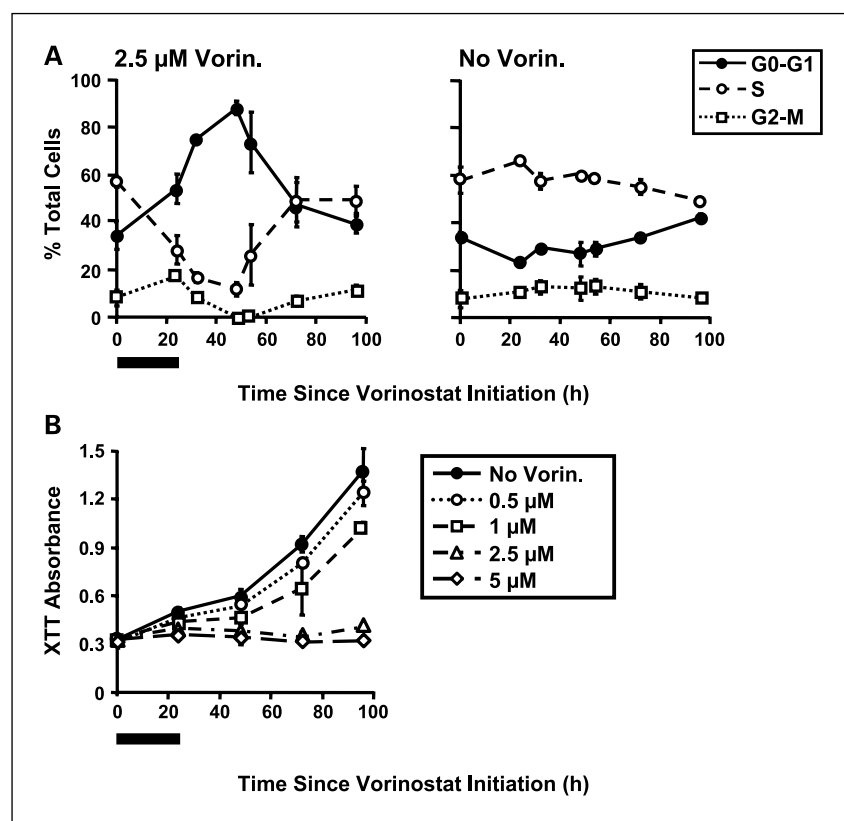 A
2.5 µM Vorin.
No Vorin.
G0-G1
S
G2-M
% Total Cells
100
80
60
40
20
0
0 20 40 60 80 100
0 20 40 60 80 100
Time Since Vorinostat Initiation (h)
B
XTT Absorbance
1.5
1.2
0.9
0.6
0.3
0
0 20 40 60 80 100
No Vorin.
0.5 µM
1 µM
2.5 µM
5 µM
Time Since Vorinostat Initiation (h)